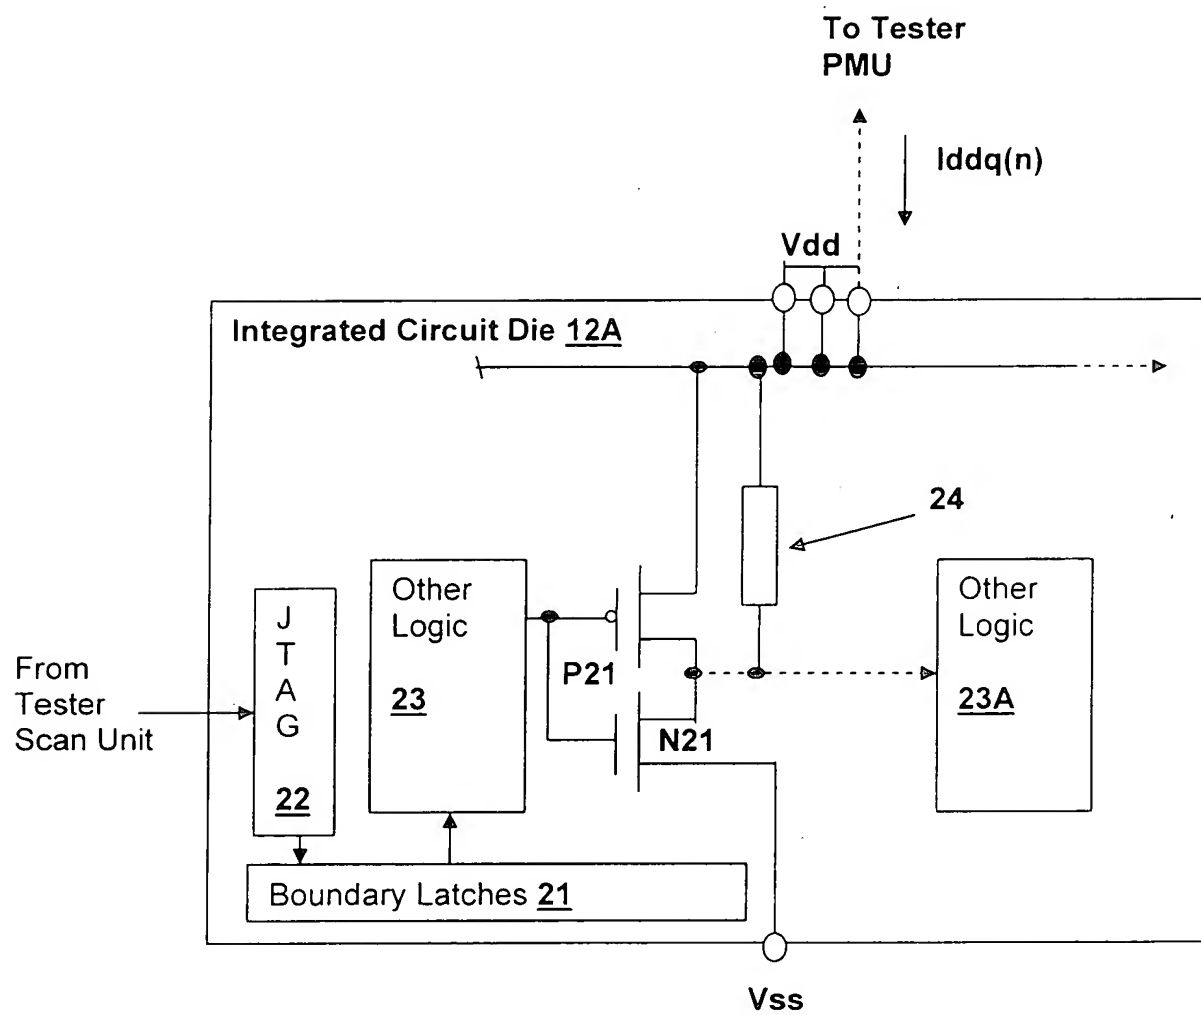 To Tester
PMU
Iddq(n)
Vdd
Integrated Circuit Die 12A
24
Other
Logic
23
J
T
A
G
22
From
Tester
Scan Unit
P21
N21
Other
Logic
23A
Boundary Latches 21
Vss